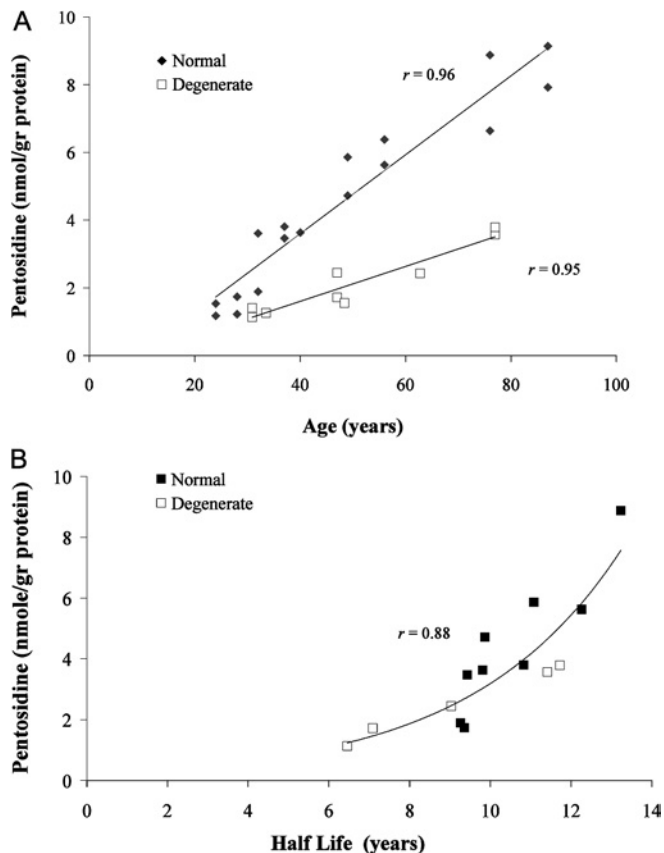 A
10
Normal
Degenerate
r = 0.96
8
6
4
r = 0.95
2
0
0 20 40 60 80 100
Pentosidine (nmol/gr protein)
Age (years)
B
10
Normal
Degenerate
8
6
r = 0.88
4
2
0
0 2 4 6 8 10 12 14
Pentosidine (nmole/gr protein)
Half Life (years)